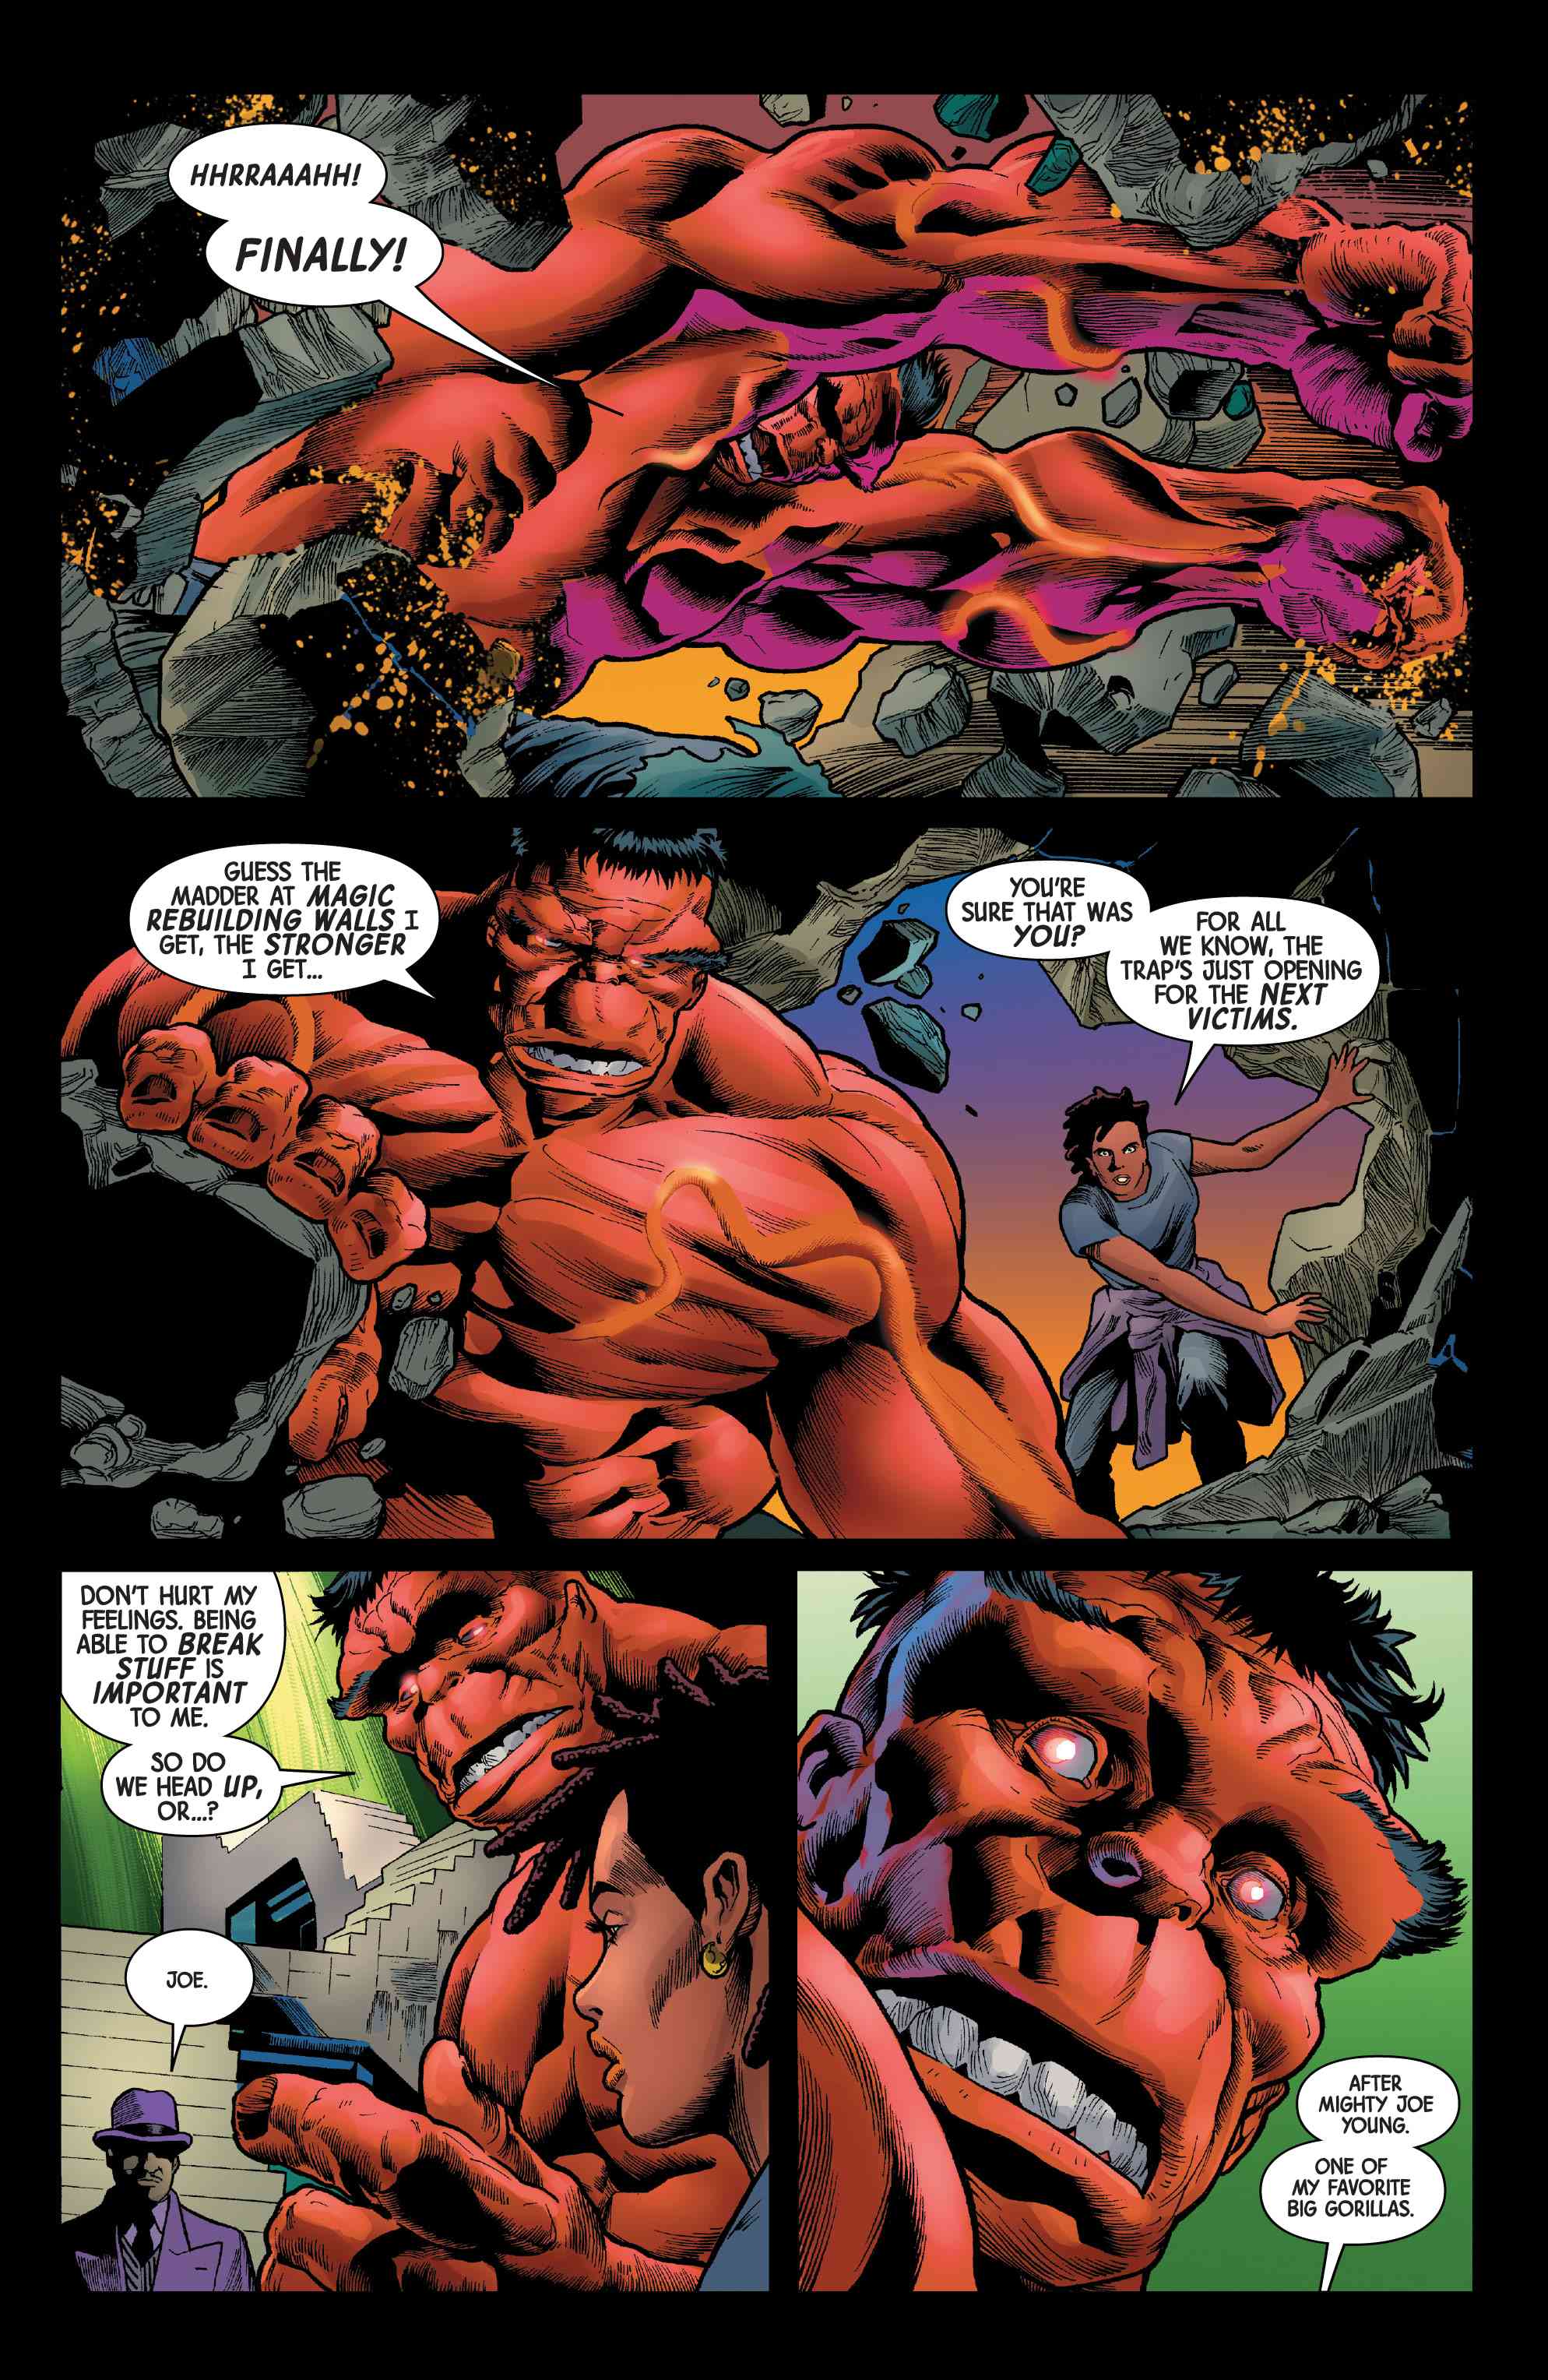 HHRRAAAHH!
FINALLY!
GUESS THE
MADDER AT MAGIC
REBUILDING WALLS I
GET, THE STRONGER
I GET...
YOU'RE
SURE THAT WAS
YOU?
FOR ALL
WE KNOW, THE
TRAP'S JUST OPENING
FOR THE NEXT
VICTIMS.
DON'T HURT MY
FEELINGS. BEING
ABLE TO BREAK
STUFF IS
IMPORTANT
TO ME.
SO DO
WE HEAD UP,
OR...?
JOE.
AFTER
MIGHTY JOE
YOUNG.
ONE OF
MY FAVORITE
BIG GORILLAS.